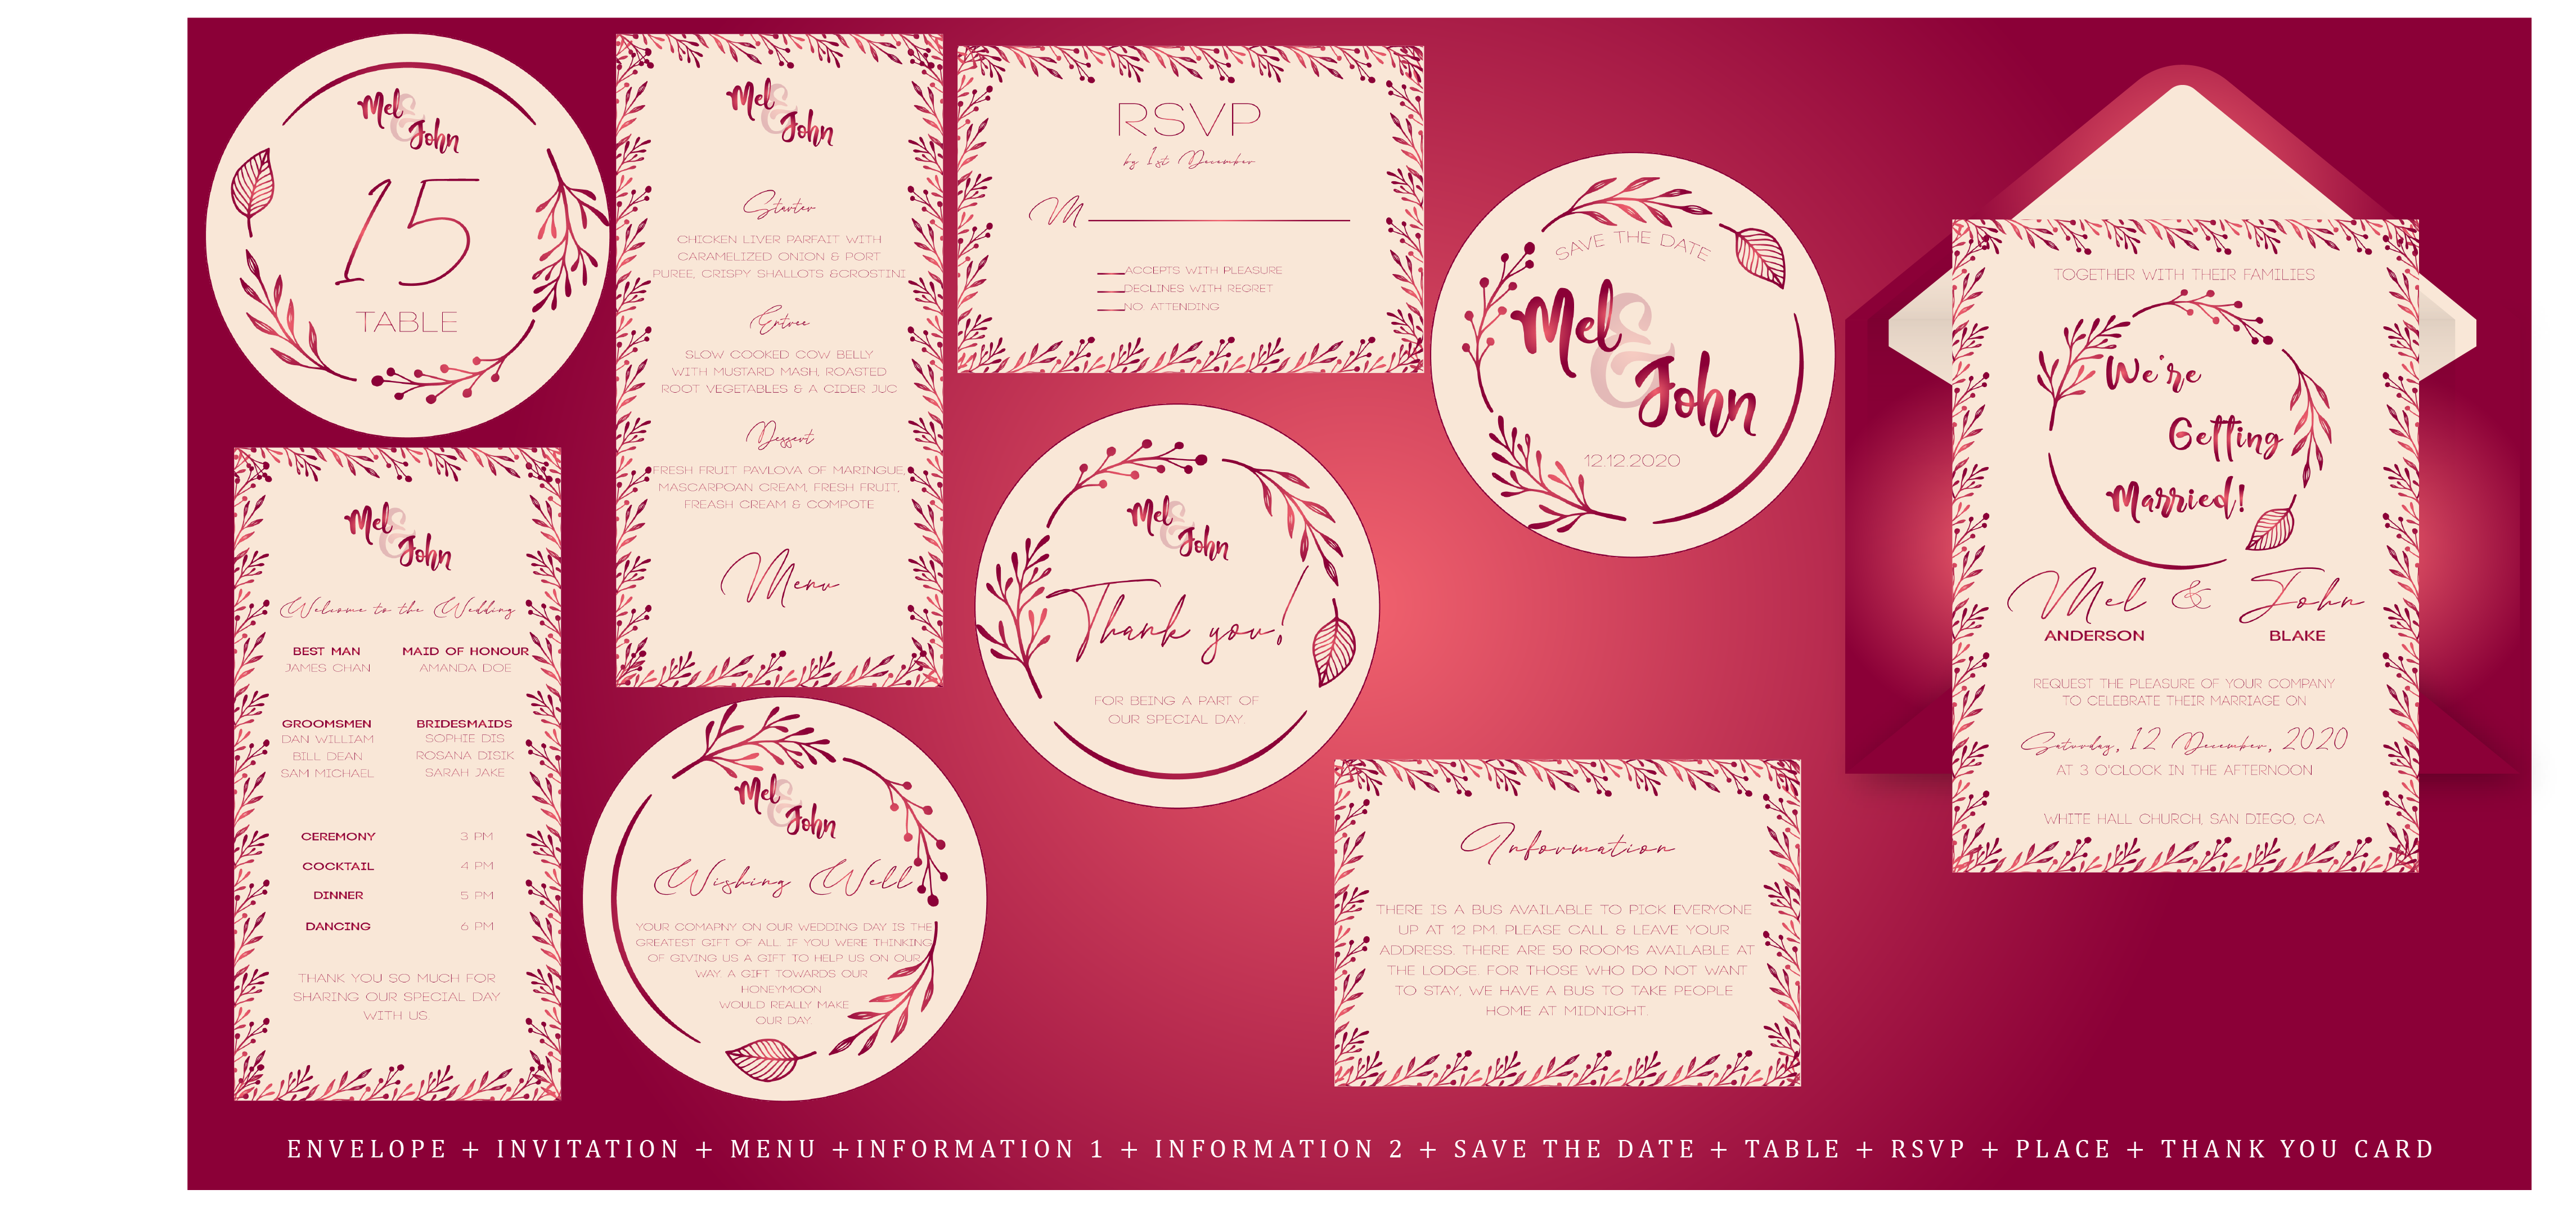 Mel
&
John
15
TABLE
Mel
&
John
Welcome to the Wedding
BEST MAN
JAMES CHAN
MAID OF HONOUR
AMANDA DOE
GROOMSMEN
DAN WILLIAM
BILL DEAN
SAM MICHAEL
BRIDESMAIDS
SOPHIE DIS
ROSANA DISIK
SARAH JAKE
CEREMONY 3 PM
COCKTAIL 4 PM
DINNER 5 PM
DANCING 6 PM
THANK YOU SO MUCH FOR
SHARING OUR SPECIAL DAY
WITH US.
Mel
&
John
Starter
CHICKEN LIVER PARFAIT WITH
CARAMELIZED ONION & PORT
PUREE, CRISPY SHALLOTS &CROSTINI
Entree
SLOW COOKED COW BELLY
WITH MUSTARD MASH, ROASTED
ROOT VEGETABLES & A CIDER JUC
Dessert
FRESH FRUIT PAVLOVA OF MARINGUE,
MASCARPOAN CREAM, FRESH FRUIT,
FREASH CREAM & COMPOTE
Menu
Mel
&
John
Wishing Well
YOUR COMAPNY ON OUR WEDDING DAY IS THE
GREATEST GIFT OF ALL. IF YOU WERE THINKING
OF GIVING US A GIFT TO HELP US ON OUR
WAY. A GIFT TOWARDS OUR
HONEYMOON
WOULD REALLY MAKE
OUR DAY.
RSVP
by 1st December
M
ACCEPTS WITH PLEASURE
DECLINES WITH REGRET
NO. ATTENDING
Mel
&
John
Thank you!
FOR BEING A PART OF
OUR SPECIAL DAY.
SAVE THE DATE
Mel
&
John
12.12.2020
Information
THERE IS A BUS AVAILABLE TO PICK EVERYONE
UP AT 12 PM. PLEASE CALL & LEAVE YOUR
ADDRESS. THERE ARE 50 ROOMS AVAILABLE AT
THE LODGE. FOR THOSE WHO DO NOT WANT
TO STAY, WE HAVE A BUS TO TAKE PEOPLE
HOME AT MIDNIGHT.
TOGETHER WITH THEIR FAMILIES
We're
Getting
Married!
Mel & John
ANDERSON BLAKE
REQUEST THE PLEASURE OF YOUR COMPANY
TO CELEBRATE THEIR MARRIAGE ON
Saturday, 12 December, 2020
AT 3 O'CLOCK IN THE AFTERNOON
WHITE HALL CHURCH, SAN DIEGO, CA
ENVELOPE + INVITATION + MENU +INFORMATION 1 + INFORMATION 2 + SAVE THE DATE + TABLE + RSVP + PLACE + THANK YOU CARD